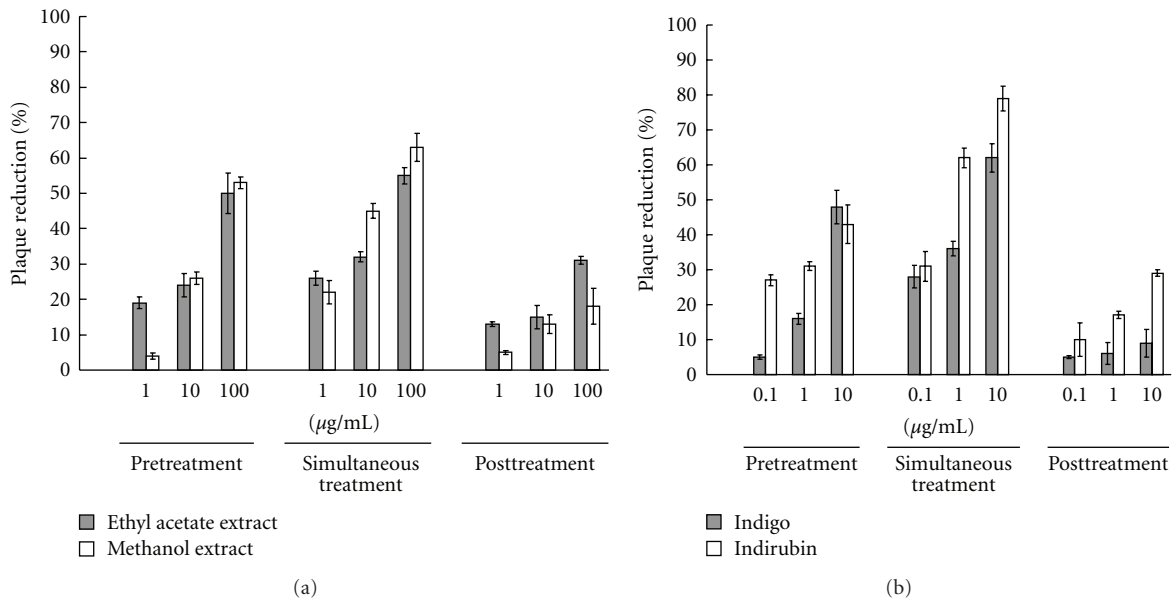 Plaque reduction (%)
100
90
80
70
60
50
40
30
20
10
0
1 10 100 1 10 100 1 10 100
(µg/mL)
Pretreatment Simultaneous treatment Posttreatment
Ethyl acetate extract
Methanol extract
(a)
Plaque reduction (%)
100
90
80
70
60
50
40
30
20
10
0
0.1 1 10 0.1 1 10 0.1 1 10
(µg/mL)
Pretreatment Simultaneous treatment Posttreatment
Indigo
Indirubin
(b)